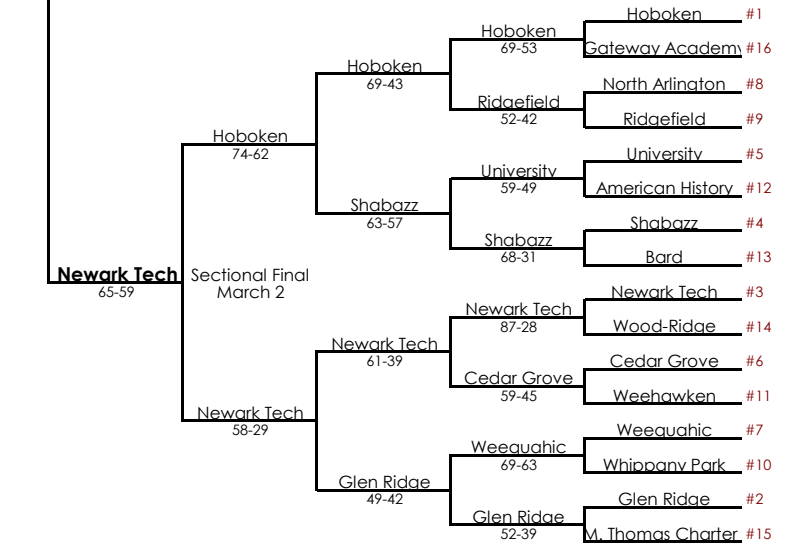 Hoboken #1
Hoboken
69-53
Gateway Academy #16
Hoboken
69-43
North Arlington #8
Ridgefield
52-42
Ridgefield #9
Hoboken
74-62
University #5
University
59-49
American History #12
Shabazz
63-57
Shabazz #4
Shabazz
68-31
Bard #13
Newark Tech
65-59
Sectional Final
March 2
Newark Tech #3
Newark Tech
87-28
Wood-Ridge #14
Newark Tech
61-39
Cedar Grove #6
Cedar Grove
59-45
Weehawken #11
Newark Tech
58-29
Weequahic #7
Weequahic
69-63
Whippany Park #10
Glen Ridge
49-42
Glen Ridge #2
Glen Ridge
52-39
M. Thomas Charter #15